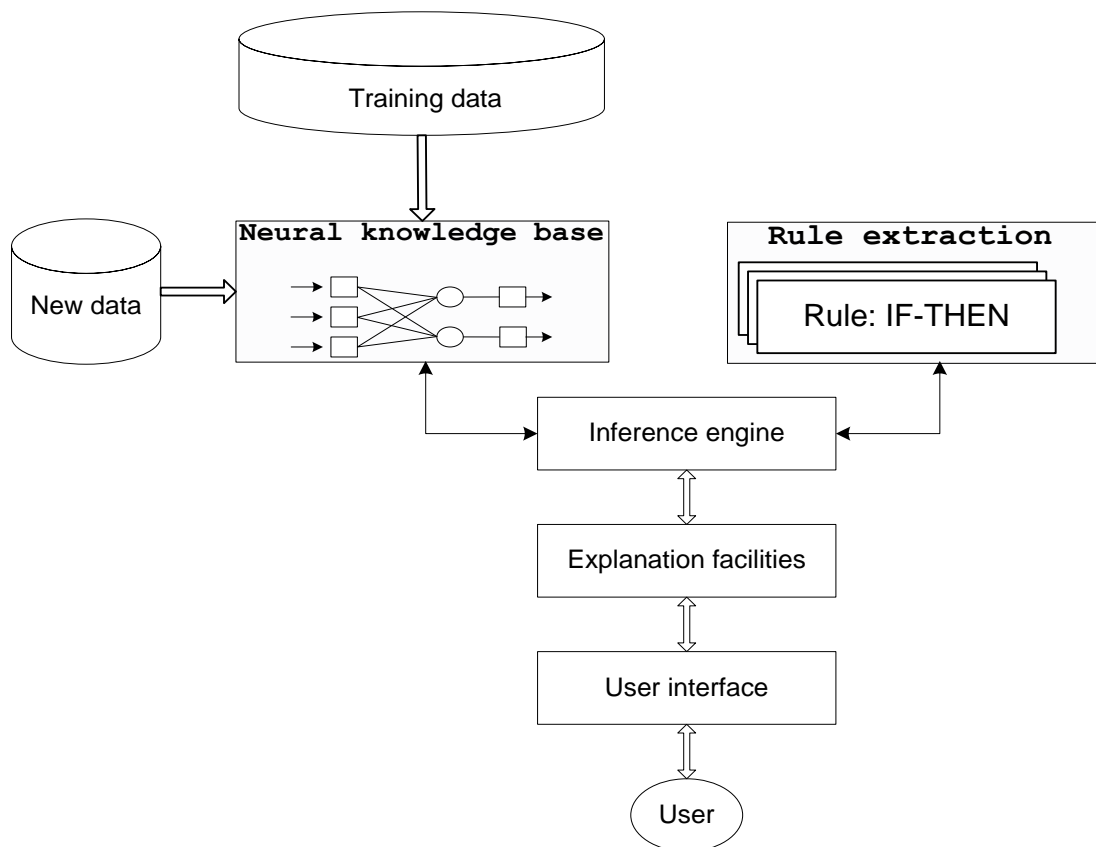 Training data
New data
Neural knowledge base
Rule extraction
Rule: IF-THEN
Inference engine
Explanation facilities
User interface
User